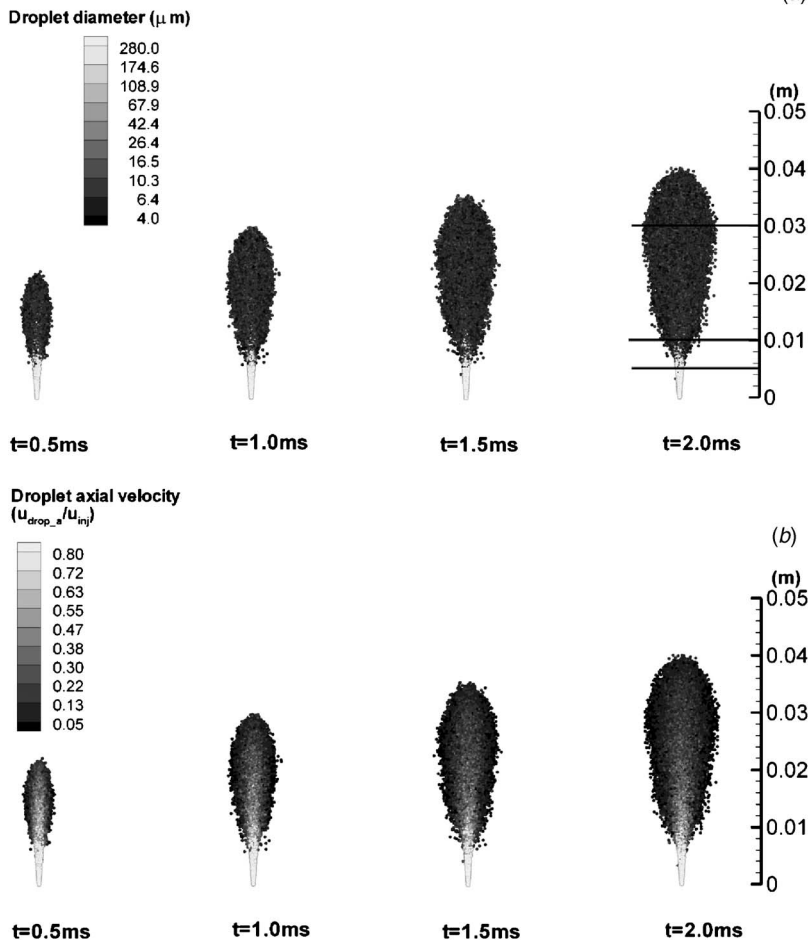 Droplet diameter (μ m)
280.0
174.6
108.9
67.9
42.4
26.4
16.5
10.3
6.4
4.0
(m)
0.05
0.04
0.03
0.02
0.01
0
t=0.5ms
t=1.0ms
t=1.5ms
t=2.0ms
Droplet axial velocity
(u_drop_a/u_inj)
0.80
0.72
0.63
0.55
0.47
0.38
0.30
0.22
0.13
0.05
(b)
(m)
0.05
0.04
0.03
0.02
0.01
0
t=0.5ms
t=1.0ms
t=1.5ms
t=2.0ms